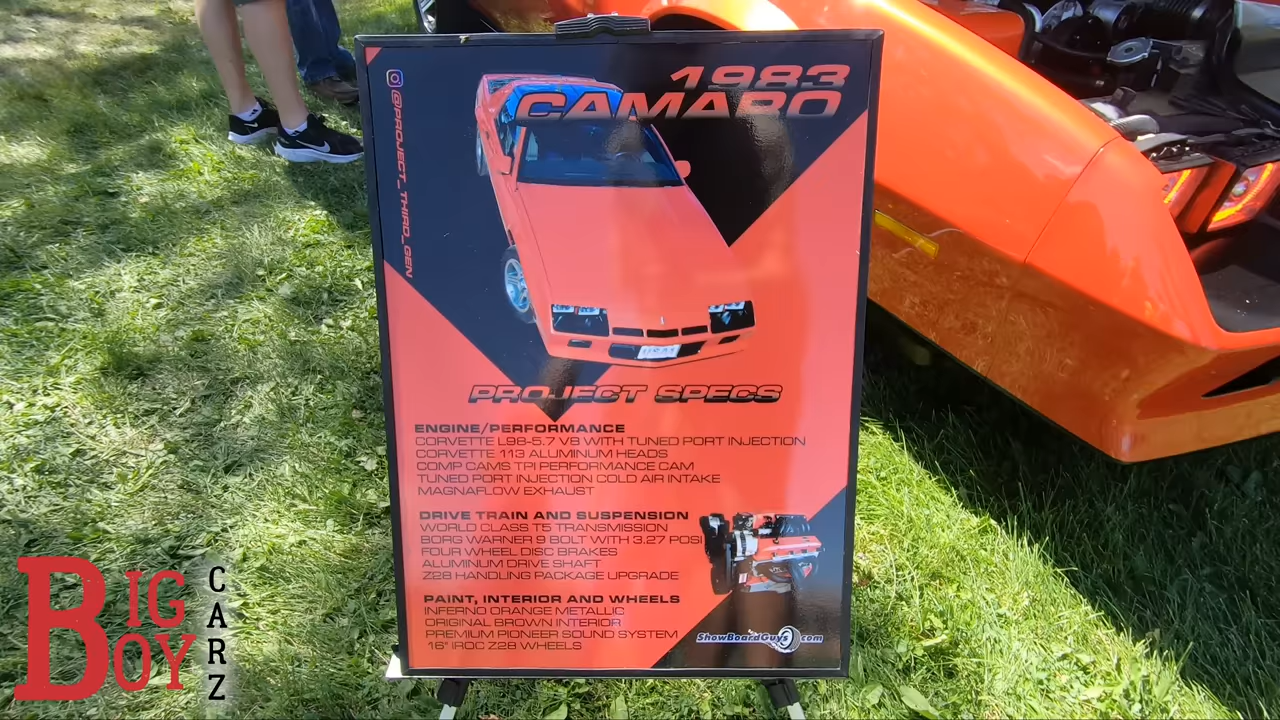 1983
CAMARO
@PROJECT_THIRD_GEN
PROJECT SPECS
ENGINE/PERFORMANCE
CORVETTE L98-5.7 V8 WITH TUNED PORT INJECTION
CORVETTE 113 ALUMINUM HEADS
COMP CAMS TPI PERFORMANCE CAM
TUNED PORT INJECTION COLD AIR INTAKE
MAGNAFLOW EXHAUST
DRIVE TRAIN AND SUSPENSION
WORLD CLASS T5 TRANSMISSION
BORG WARNER 9 BOLT WITH 3.27 POSI
FOUR WHEEL DISC BRAKES
ALUMINUM DRIVE SHAFT
Z28 HANDLING PACKAGE UPGRADE
PAINT, INTERIOR AND WHEELS
INFERNO ORANGE METALLIC
ORIGINAL BROWN INTERIOR
PREMIUM PIONEER SOUND SYSTEM
16" IROC Z28 WHEELS
ShowBoardGuys.com
BIG BOY CARZ